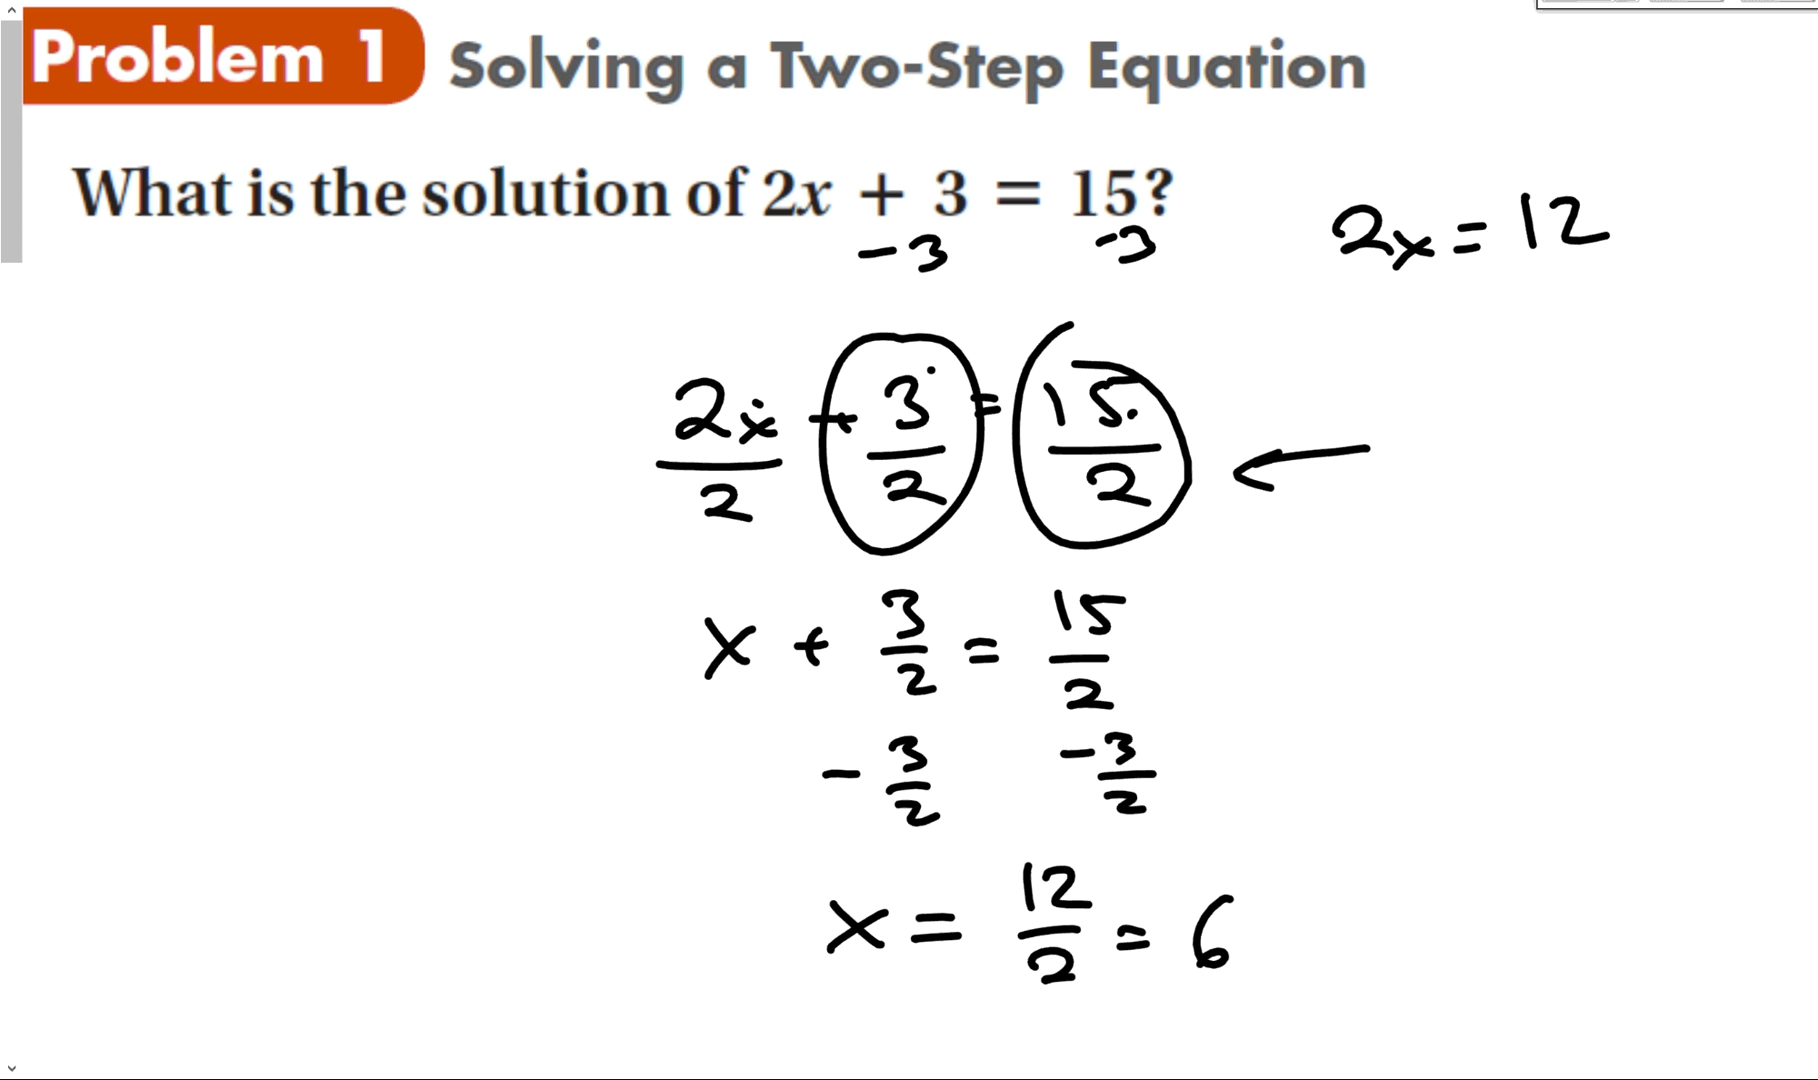 Problem 1 Solving a Two-Step Equation
What is the solution of 2x + 3 = 15?
-3 -3
2x = 12
2x/2 + 3/2 = 15/2
x + 3/2 = 15/2
- 3/2 - 3/2
x = 12/2 = 6